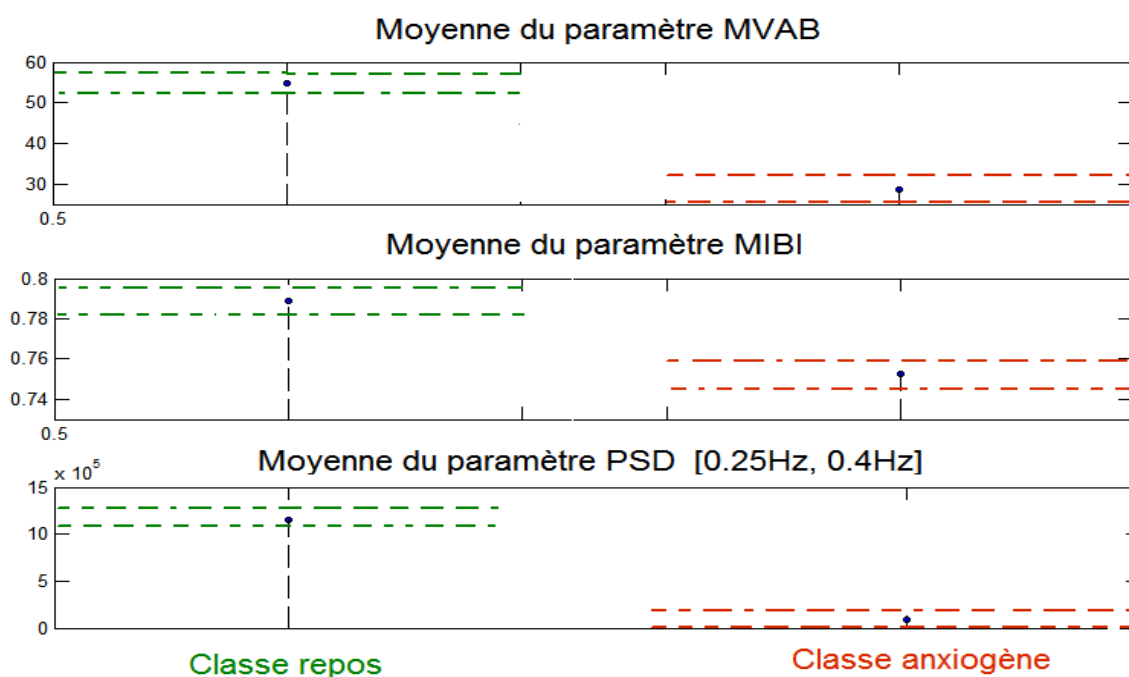 Moyenne du paramètre MVAB
60
50
40
30
0.5
Moyenne du paramètre MIBI
0.8
0.78
0.76
0.74
0.5
x 10^5
Moyenne du paramètre PSD [0.25Hz, 0.4Hz]
15
10
5
0
Classe repos
Classe anxiogène